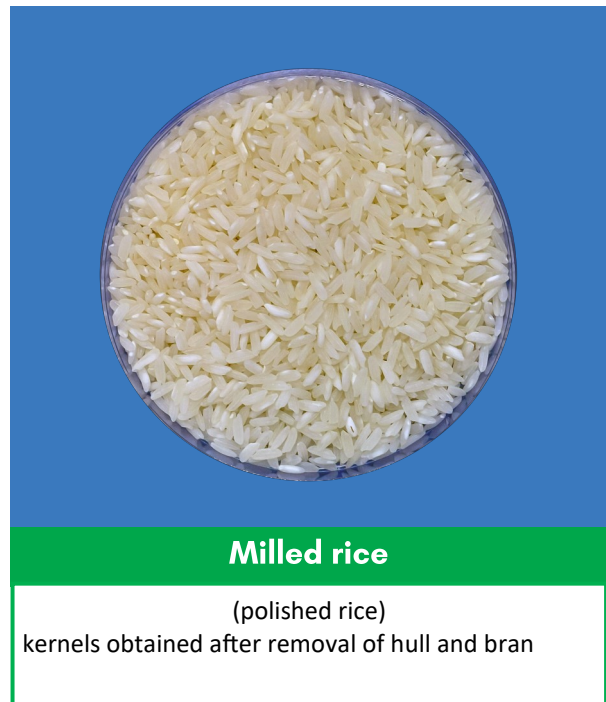 Milled rice
(polished rice)
kernels obtained after removal of hull and bran